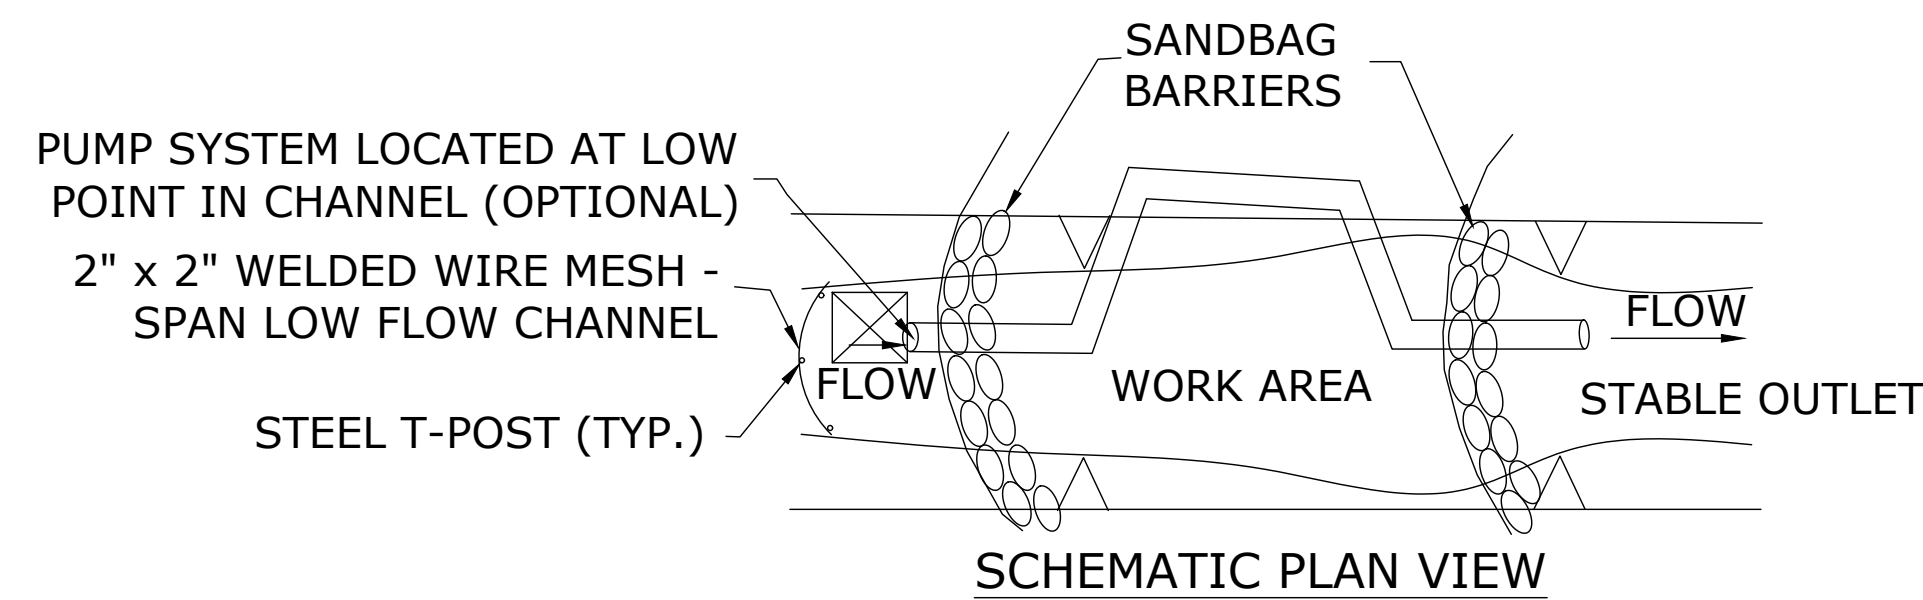 SANDBAG
BARRIERS
PUMP SYSTEM LOCATED AT LOW
POINT IN CHANNEL (OPTIONAL)
2" x 2" WELDED WIRE MESH -
SPAN LOW FLOW CHANNEL
STEEL T-POST (TYP.)
FLOW
WORK AREA
FLOW
STABLE OUTLET
SCHEMATIC PLAN VIEW